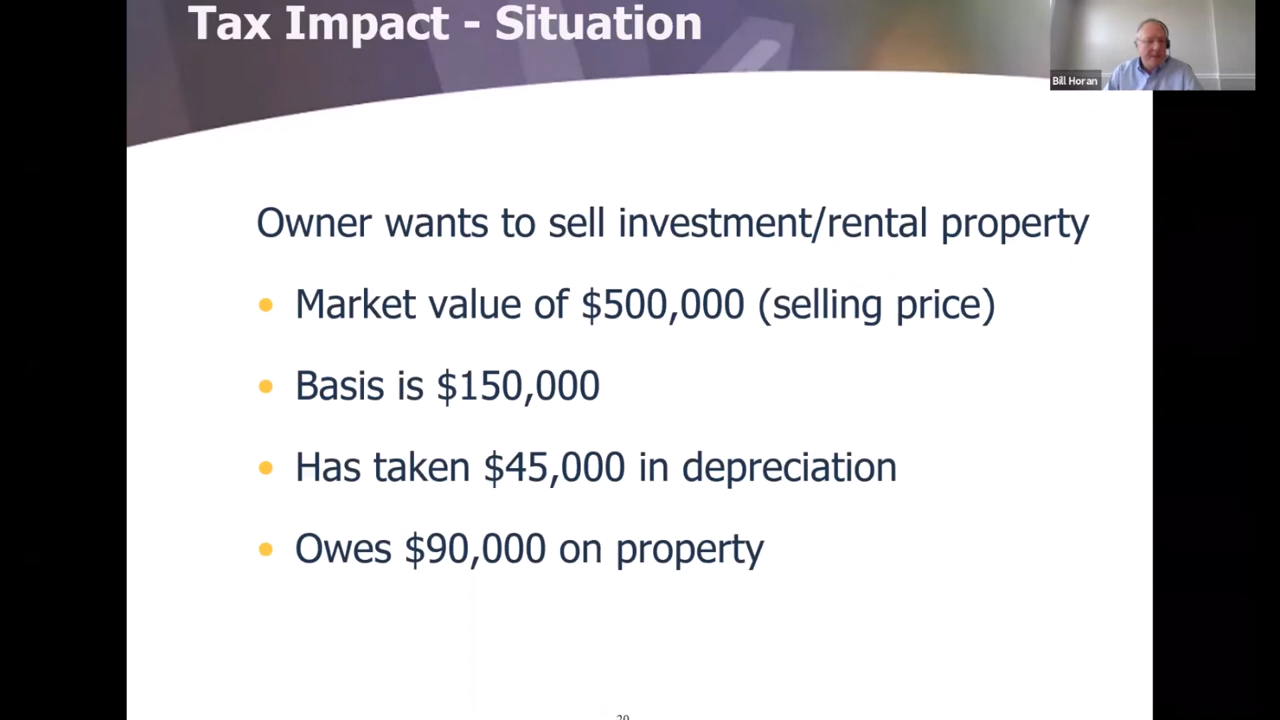 Tax Impact - Situation
Bill Horan
Owner wants to sell investment/rental property
• Market value of $500,000 (selling price)
• Basis is $150,000
• Has taken $45,000 in depreciation
• Owes $90,000 on property